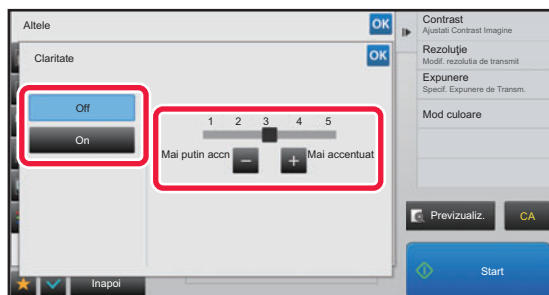 Altele
OK
Claritate
OK
Off
On
1 2 3 4 5
Mai putin accn
Mai accentuat
Inapoi
Contrast
Ajustati Contrast Imagine
Rezoluţie
Modif. rezolutia de transmit
Expunere
Specif. Expunere de Transm.
Mod culoare
Previzualiz.
CA
Start